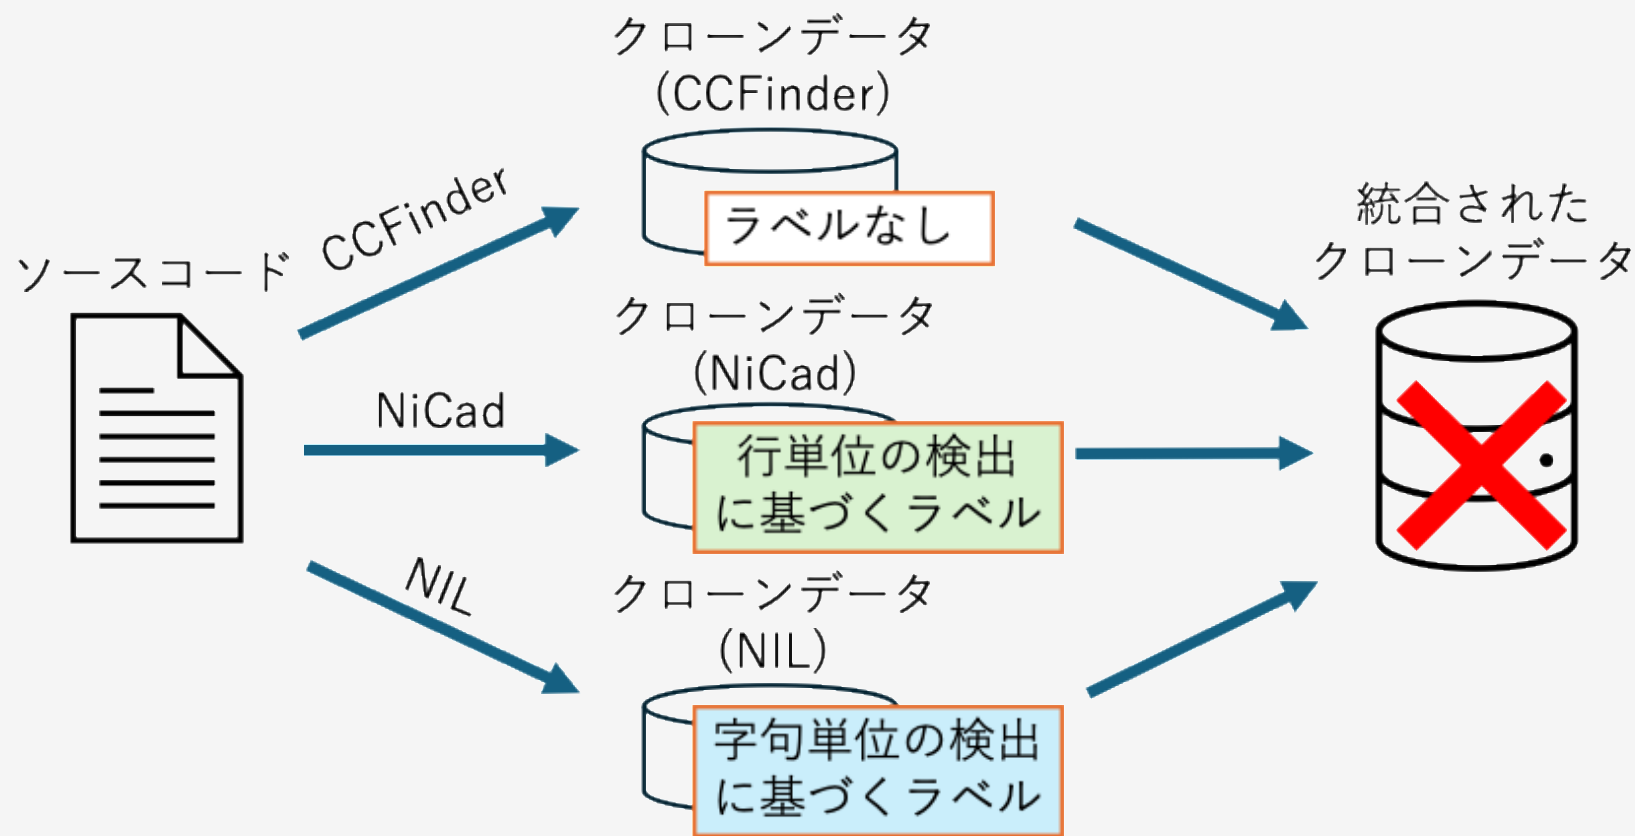 ソースコード
CCFinder
NiCad
NIL
クローンデータ
(CCFinder)
ラベルなし
クローンデータ
(NiCad)
行単位の検出
に基づくラベル
クローンデータ
(NIL)
字句単位の検出
に基づくラベル
統合された
クローンデータ